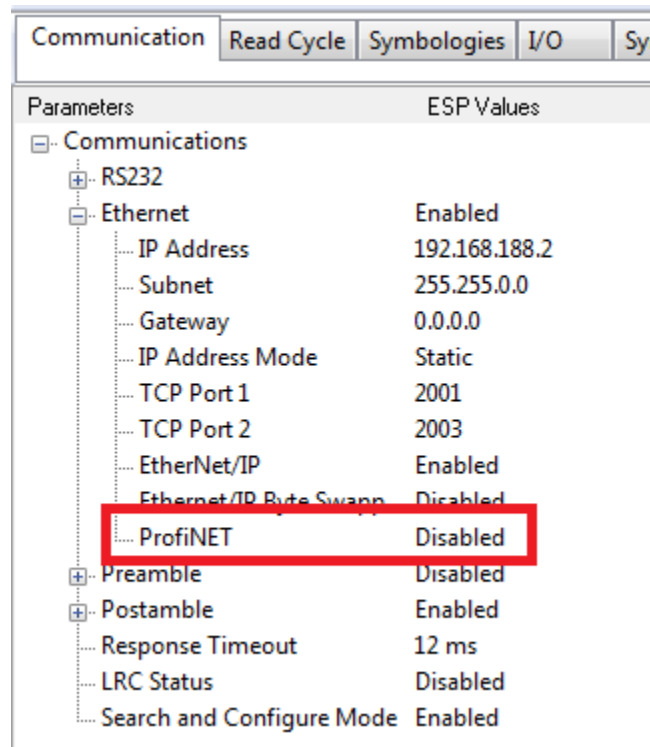 Communication Read Cycle Symbologies I/O Sy
Parameters ESP Values
Communications
RS232
Ethernet Enabled
IP Address 192.168.188.2
Subnet 255.255.0.0
Gateway 0.0.0.0
IP Address Mode Static
TCP Port 1 2001
TCP Port 2 2003
EtherNet/IP Enabled
Ethernet/IP Byte Swapp Disabled
ProfiNET Disabled
Preamble Disabled
Postamble Enabled
Response Timeout 12 ms
LRC Status Disabled
Search and Configure Mode Enabled